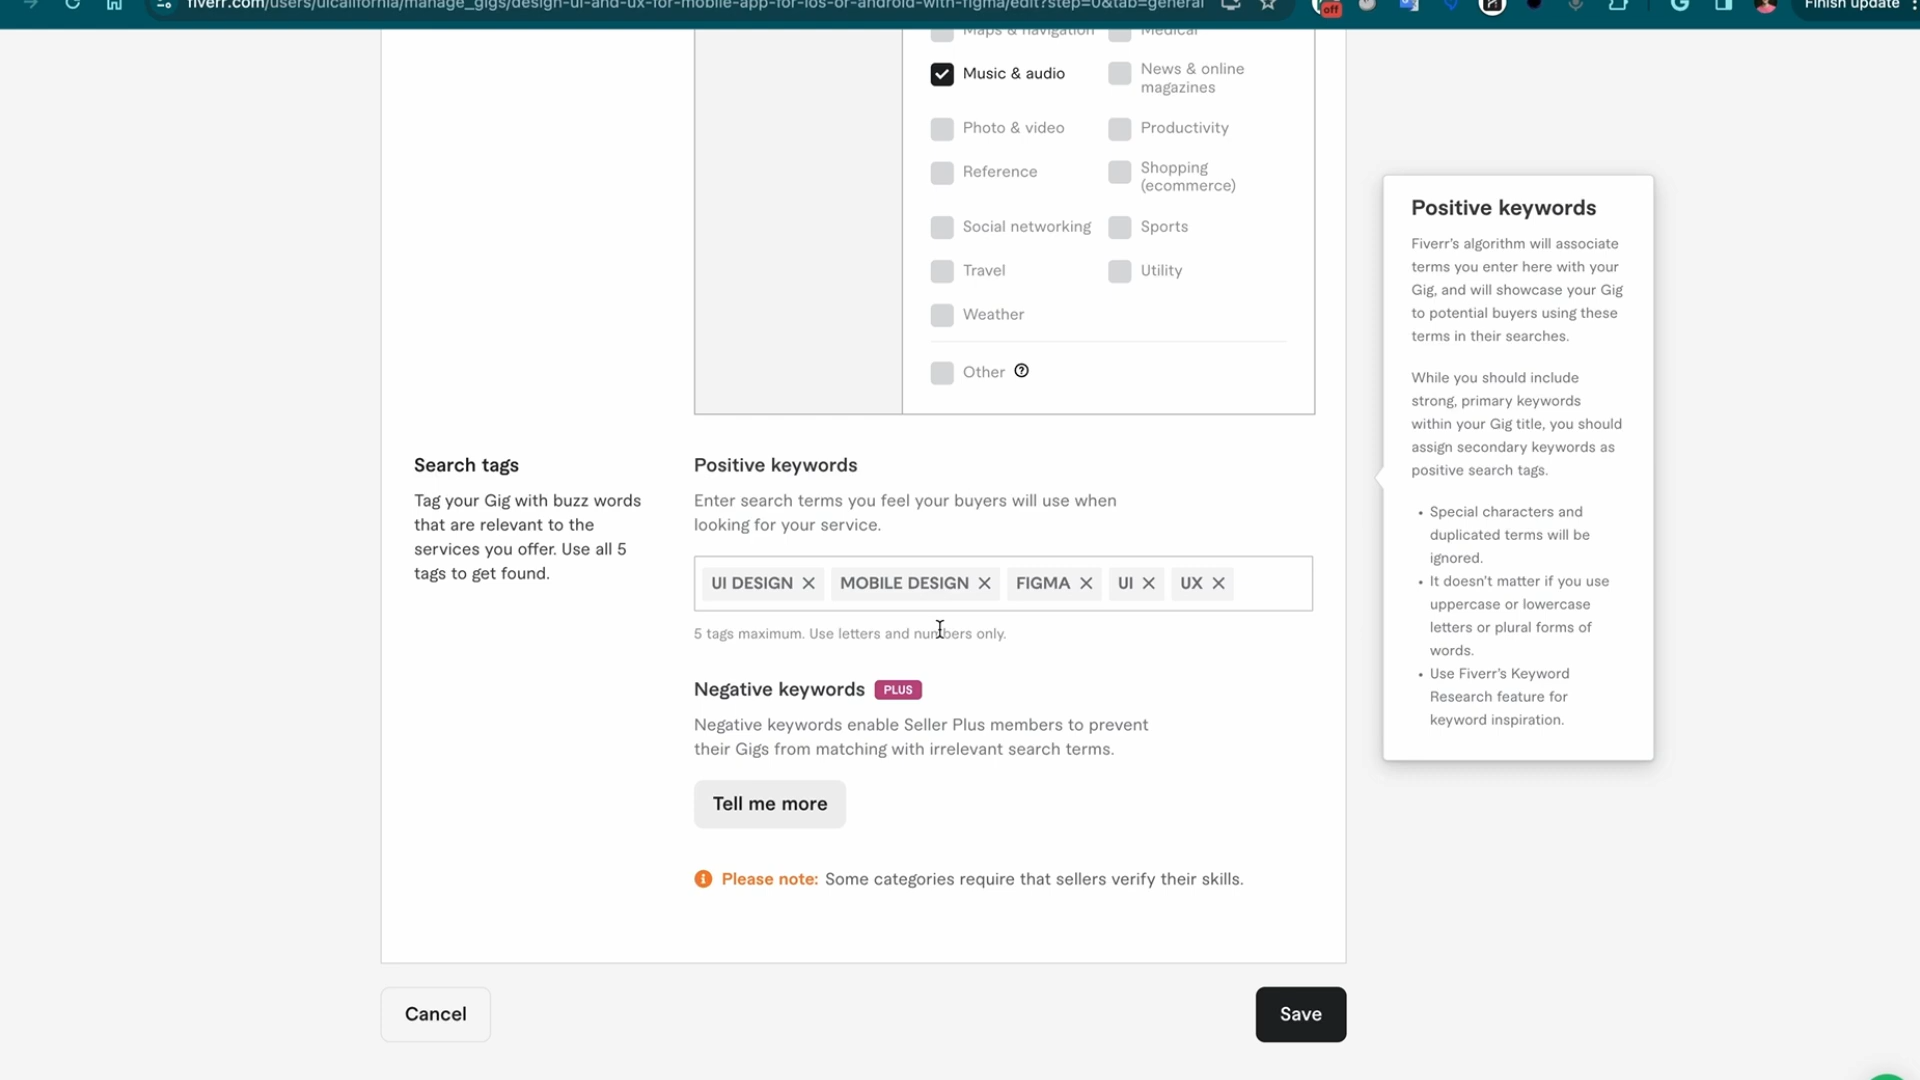 fiverr.com/users/uicalifornia/manage_gigs/design-ui-and-ux-for-mobile-app-for-ios-or-android-with-figma/edit?step=0&tab=general
off
Finish update
Maps & navigation
Medical
Music & audio
News & online
magazines
Photo & video
Productivity
Reference
Shopping
(ecommerce)
Social networking
Sports
Travel
Utility
Weather
Other
Search tags
Tag your Gig with buzz words
that are relevant to the
services you offer. Use all 5
tags to get found.
Positive keywords
Enter search terms you feel your buyers will use when
looking for your service.
UI DESIGN
MOBILE DESIGN
FIGMA
UI
UX
5 tags maximum. Use letters and numbers only.
Negative keywords
PLUS
Negative keywords enable Seller Plus members to prevent
their Gigs from matching with irrelevant search terms.
Tell me more
Please note: Some categories require that sellers verify their skills.
Cancel
Save
Positive keywords
Fiverr's algorithm will associate
terms you enter here with your
Gig, and will showcase your Gig
to potential buyers using these
terms in their searches.
While you should include
strong, primary keywords
within your Gig title, you should
assign secondary keywords as
positive search tags.
• Special characters and
duplicated terms will be
ignored.
• It doesn't matter if you use
uppercase or lowercase
letters or plural forms of
words.
• Use Fiverr's Keyword
Research feature for
keyword inspiration.